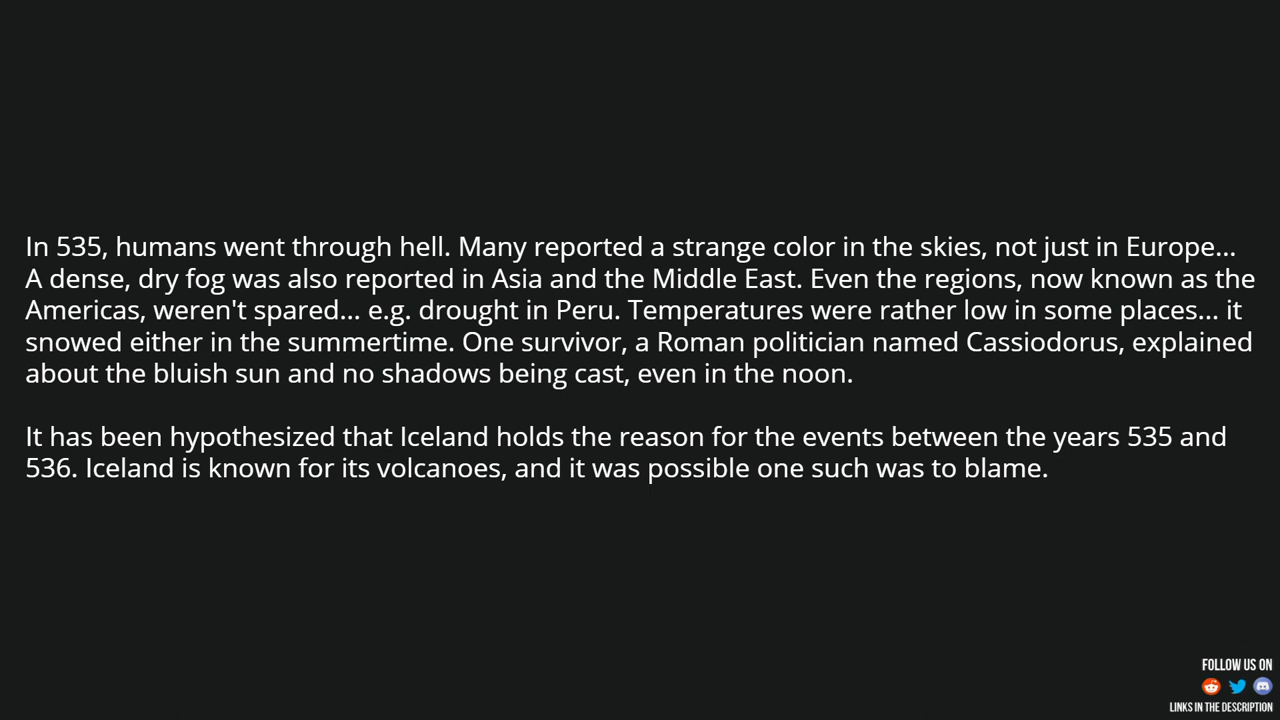 In 535, humans went through hell. Many reported a strange color in the skies, not just in Europe...
A dense, dry fog was also reported in Asia and the Middle East. Even the regions, now known as the
Americas, weren't spared... e.g. drought in Peru. Temperatures were rather low in some places... it
snowed either in the summertime. One survivor, a Roman politician named Cassiodorus, explained
about the bluish sun and no shadows being cast, even in the noon.
It has been hypothesized that Iceland holds the reason for the events between the years 535 and
536. Iceland is known for its volcanoes, and it was possible one such was to blame.
FOLLOW US ON
LINKS IN THE DESCRIPTION